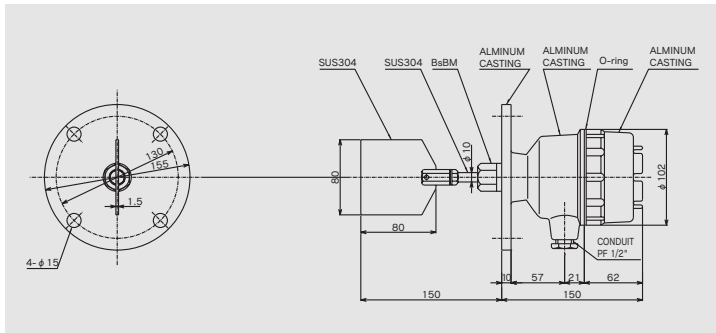 ALMINUM
CASTING
ALMINUM
CASTING
ALMINUM
CASTING
SUS304
SUS304
BsBM
O-ring
130
155
1.5
4-φ15
80
80
φ10
φ102
CONDUIT
PF 1/2"
10
57
21
62
150
150